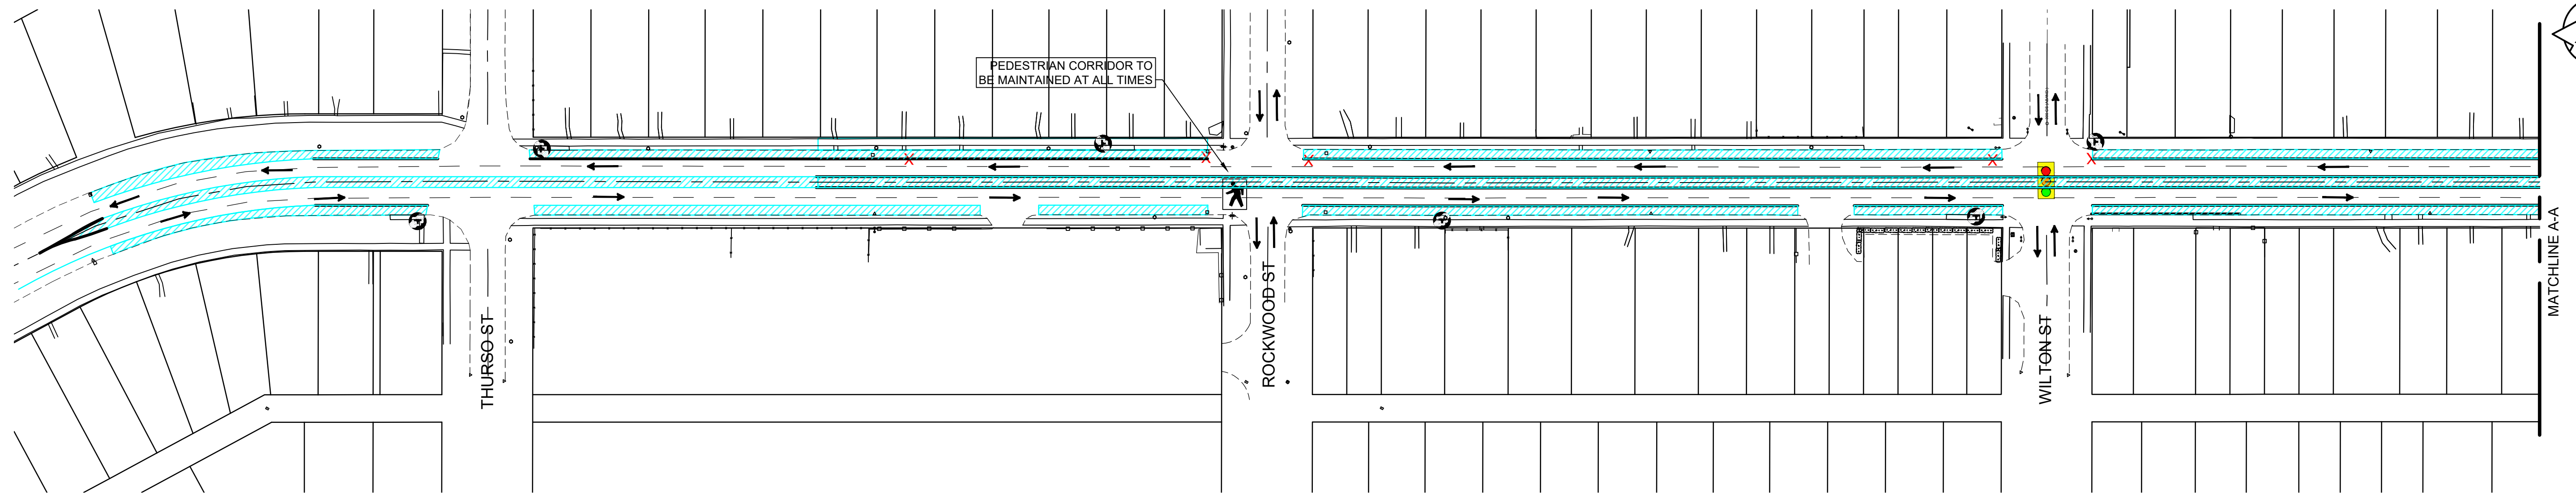 PEDESTRIAN CORRIDOR TO
BE MAINTAINED AT ALL TIMES
THURSO ST
ROCKWOOD ST
WILTON ST
MATCHLINE A-A